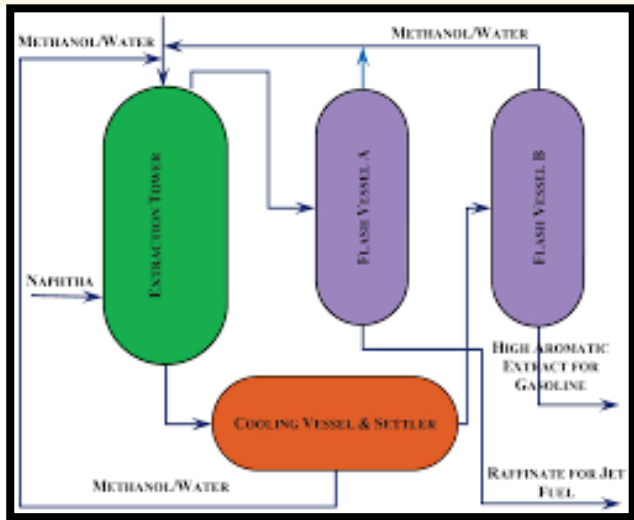 METHANOL/WATER
METHANOL/WATER
EXTRACTION TOWER
FLASH VESSEL A
FLASH VESSEL B
NAPHTHA
HIGH AROMATIC
EXTRACT FOR
GASOLINE
COOLING VESSEL & SETTLER
METHANOL/WATER
RAFFINATE FOR JET
FUEL